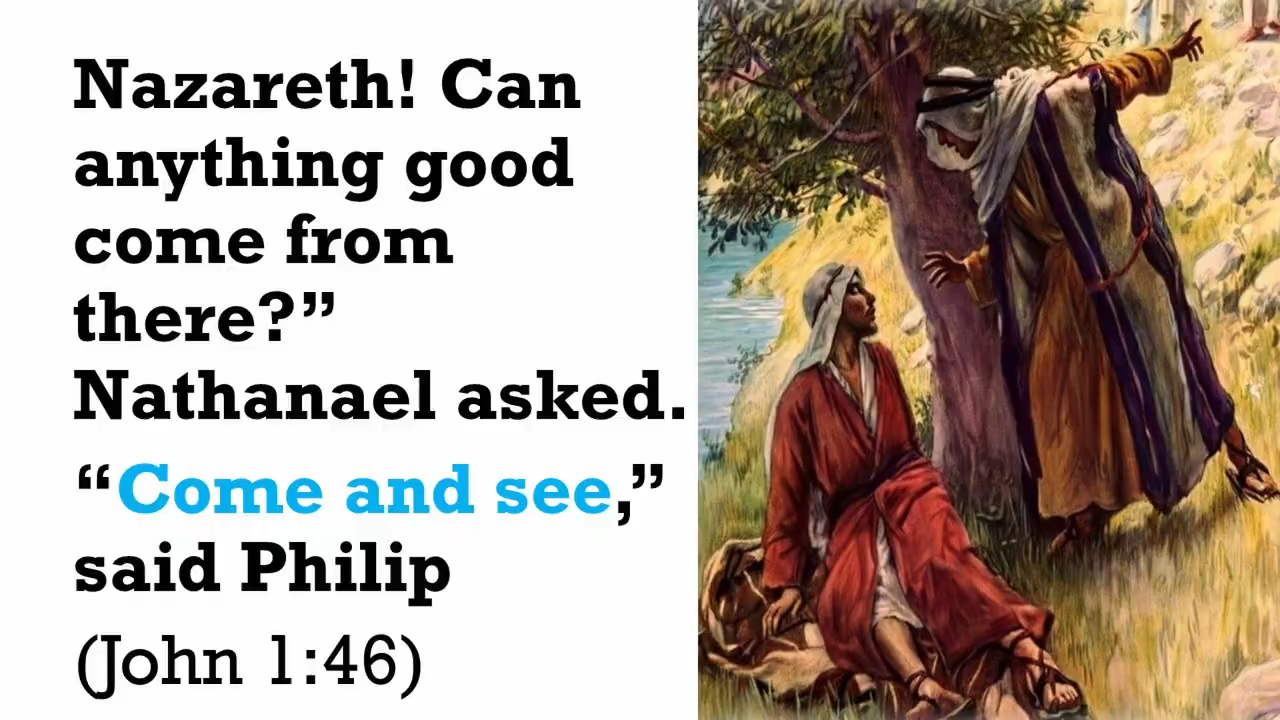 Nazareth! Can
anything good
come from
there?”
Nathanael asked.
“Come and see,”
said Philip
(John 1:46)